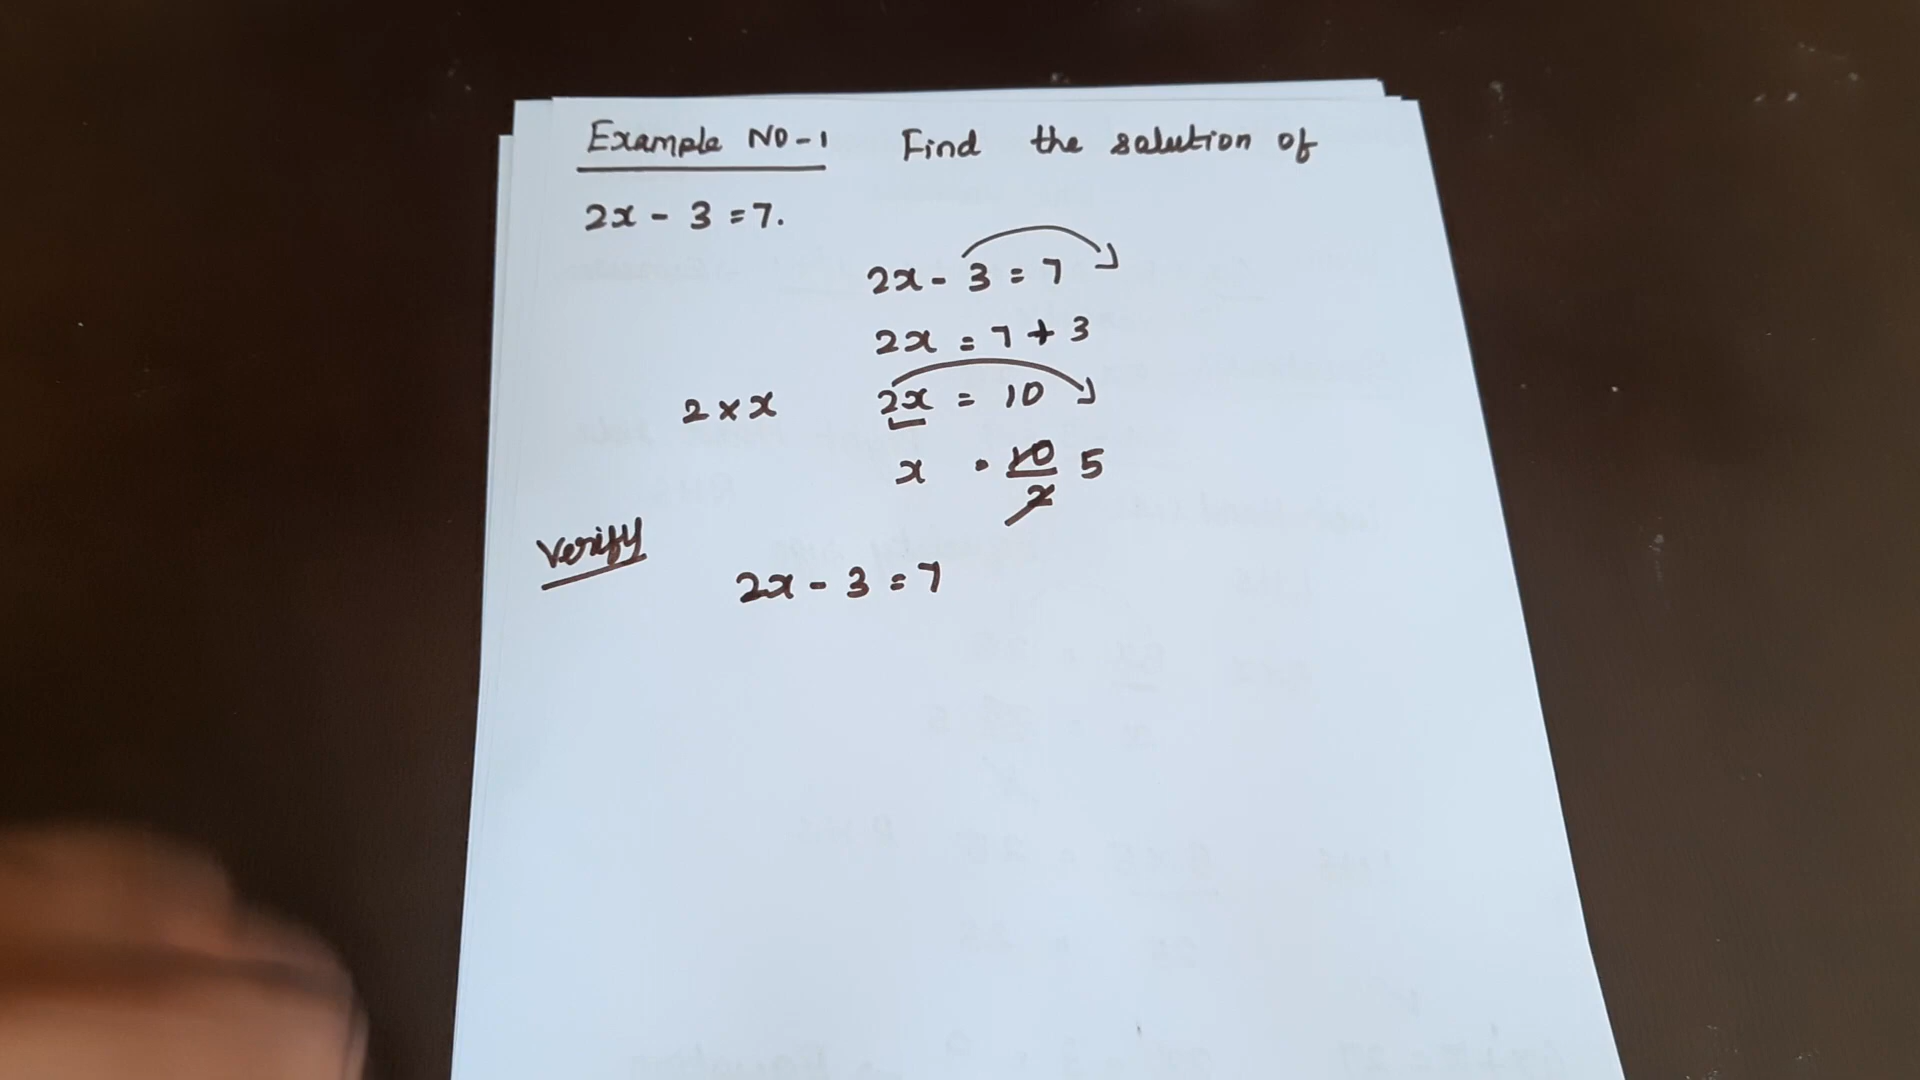 Example NO-1 Find the solution of
2x - 3 = 7.
2x - 3 = 7
2x = 7 + 3
2 × x 2x = 10
x = 10/2 5
Verify
2x - 3 = 7